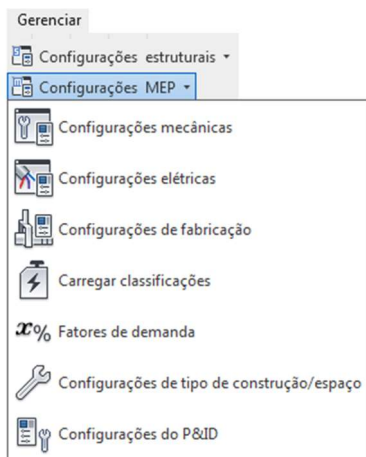 Gerenciar
Configurações estruturais
Configurações MEP
Configurações mecânicas
Configurações elétricas
Configurações de fabricação
Carregar classificações
x% Fatores de demanda
Configurações de tipo de construção/espaço
Configurações do P&ID